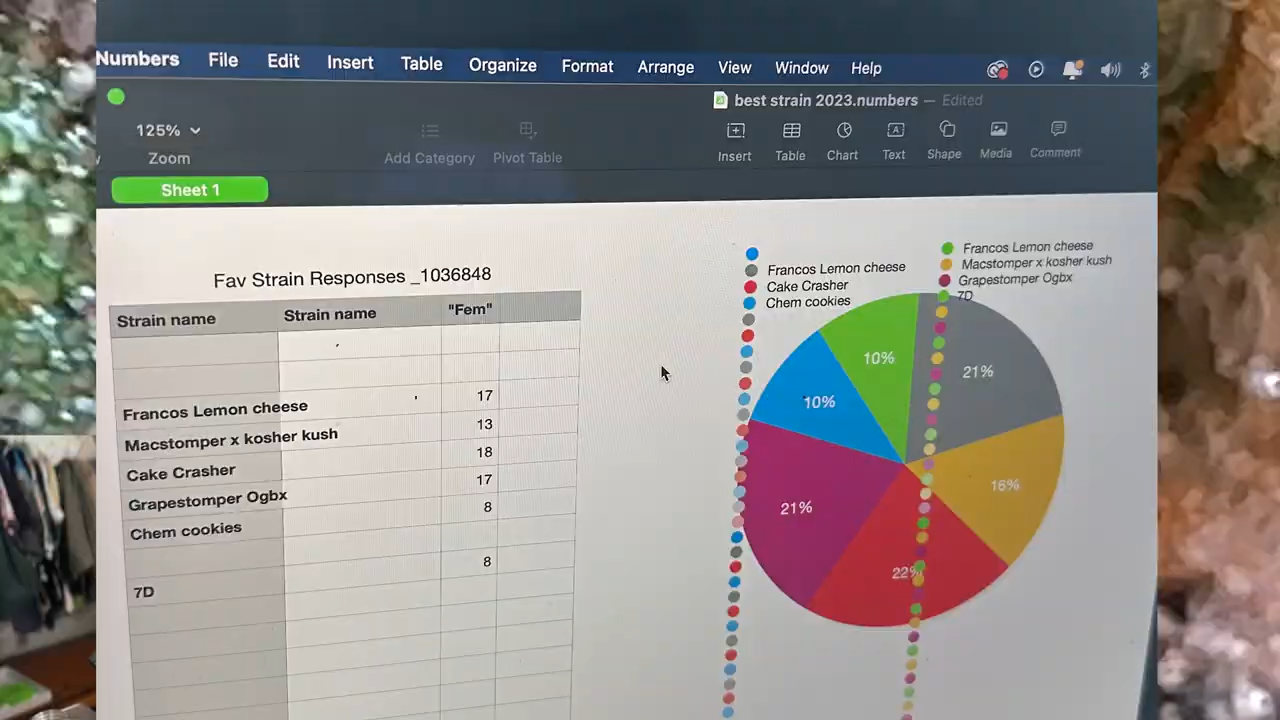 Numbers File Edit Insert Table Organize Format Arrange View Window Help
best strain 2023.numbers — Edited
125%
Zoom
Add Category
Pivot Table
Insert
Table
Chart
Text
Shape
Media
Comment
Sheet 1
Fav Strain Responses _1036848
Strain name Strain name "Fem"
Francos Lemon cheese 17
Macstomper x kosher kush 13
Cake Crasher 18
Grapestomper Ogbx 17
Chem cookies 8
8
7D
Francos Lemon cheese
Cake Crasher
Chem cookies
Francos Lemon cheese
Macstomper x kosher kush
Grapestomper Ogbx
7D
10%
21%
10%
16%
21%
22%